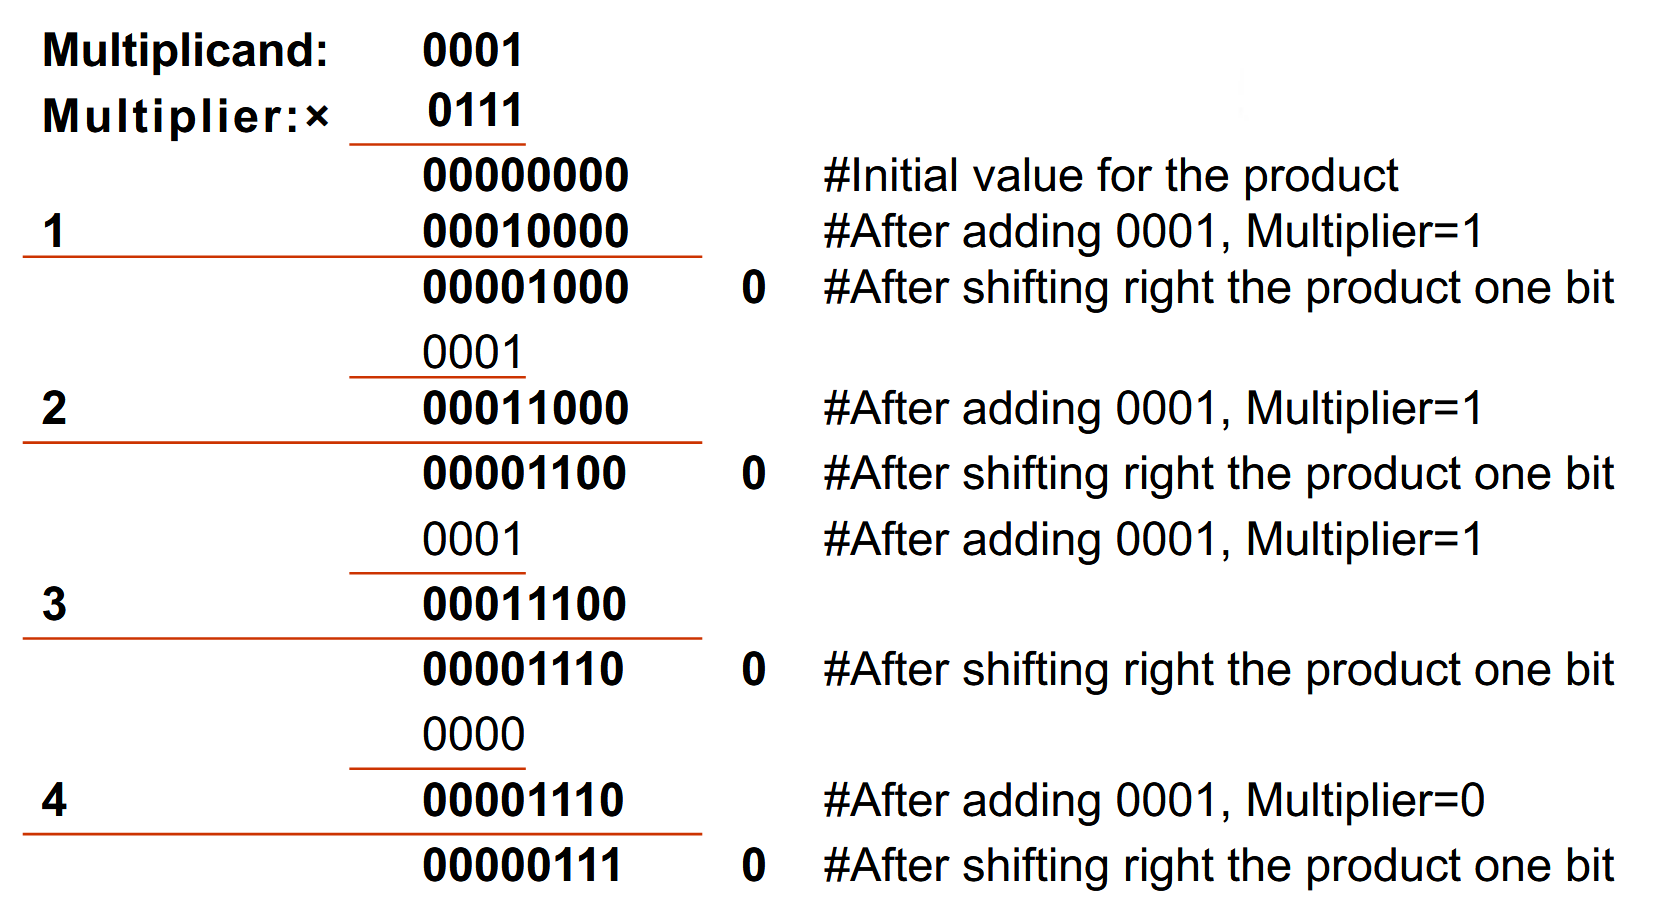 Multiplicand: 0001
Multiplier:× 0111
00000000 #Initial value for the product
1 00010000 #After adding 0001, Multiplier=1
00001000 0 #After shifting right the product one bit
0001
2 00011000 #After adding 0001, Multiplier=1
00001100 0 #After shifting right the product one bit
0001 #After adding 0001, Multiplier=1
3 00011100
00001110 0 #After shifting right the product one bit
0000
4 00001110 #After adding 0001, Multiplier=0
00000111 0 #After shifting right the product one bit